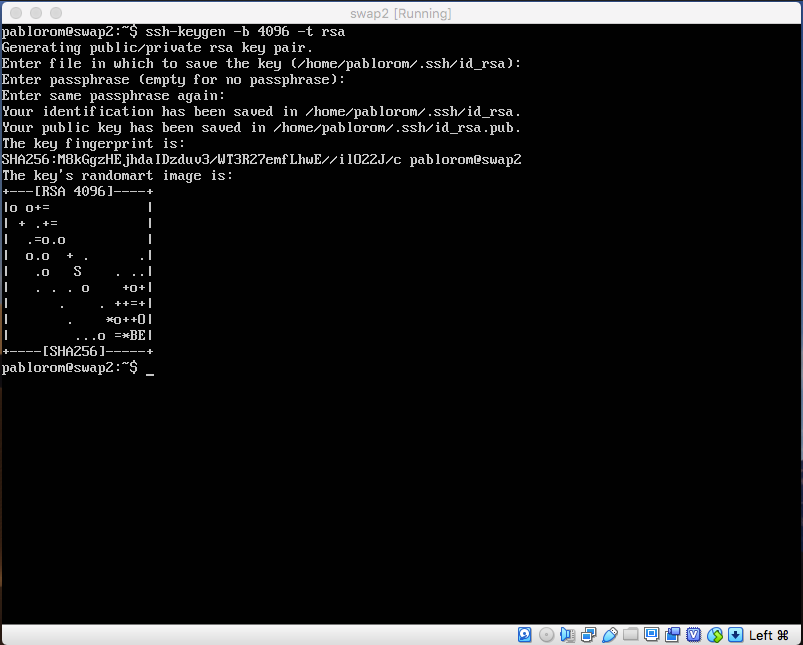 swap2 [Running]
pablorom@swap2:~$ ssh-keygen -b 4096 -t rsa
Generating public/private rsa key pair.
Enter file in which to save the key (/home/pablorom/.ssh/id_rsa):
Enter passphrase (empty for no passphrase):
Enter same passphrase again:
Your identification has been saved in /home/pablorom/.ssh/id_rsa.
Your public key has been saved in /home/pablorom/.ssh/id_rsa.pub.
The key fingerprint is:
SHA256:M8kGgzHEjhdaIDzduv3/WT3R27emfLhwE//ilO22J/c pablorom@swap2
The key's randomart image is:
+---[RSA 4096]----+
|o o+=            |
| + .+=           |
|  .=o.o          |
|  o.o  + .      .|
|   .o   S    . ..|
|   . . . o    +o+|
|      .    . ++=+|
|       .    *o++O|
|        ...o =*BE|
+----[SHA256]-----+
pablorom@swap2:~$ _
Left ⌘